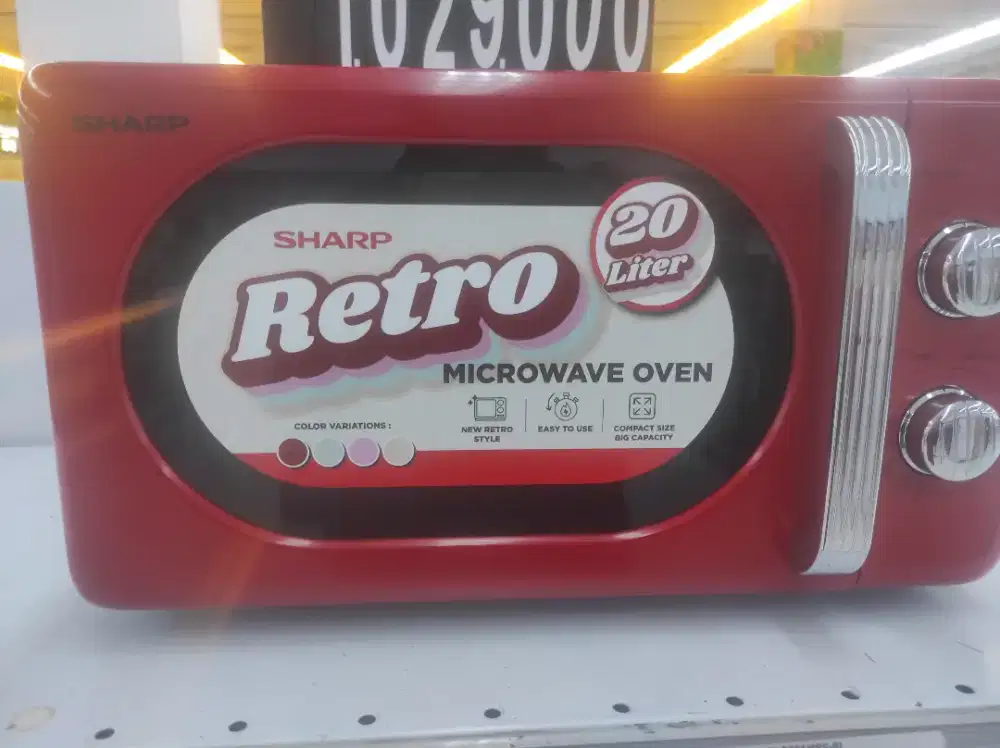 1.029.000
SHARP
SHARP
Retro
20
Liter
MICROWAVE OVEN
COLOR VARIATIONS :
NEW RETRO
STYLE
EASY TO USE
COMPACT SIZE
BIG CAPACITY